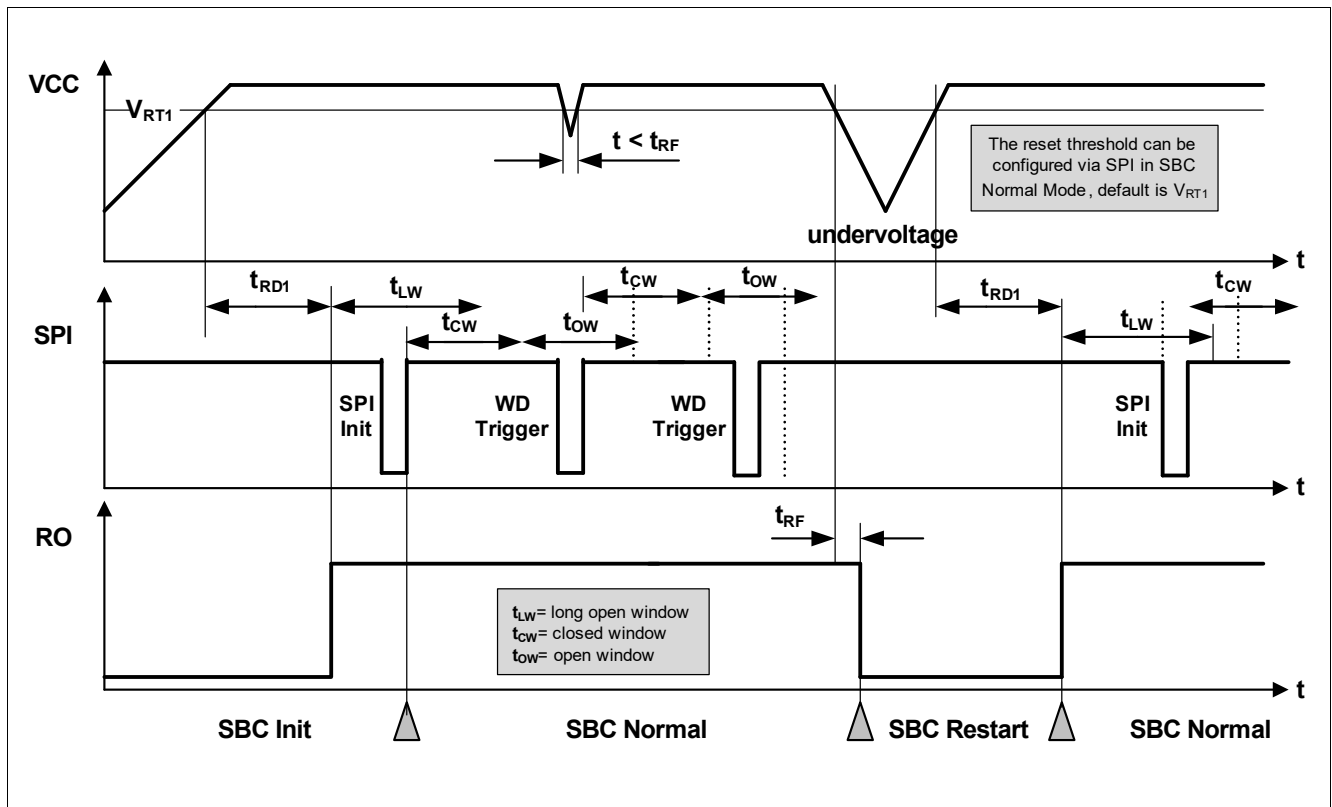 VCC
VRT1
t < tRF
The reset threshold can be
configured via SPI in SBC
Normal Mode, default is VRT1
undervoltage
t
tRD1
tLW
tCW
tOW
tCW
tOW
tRD1
tLW
tCW
SPI
SPI
Init
WD
Trigger
WD
Trigger
SPI
Init
t
RO
tRF
tLW= long open window
tCW= closed window
tOW= open window
t
SBC Init
SBC Normal
SBC Restart
SBC Normal